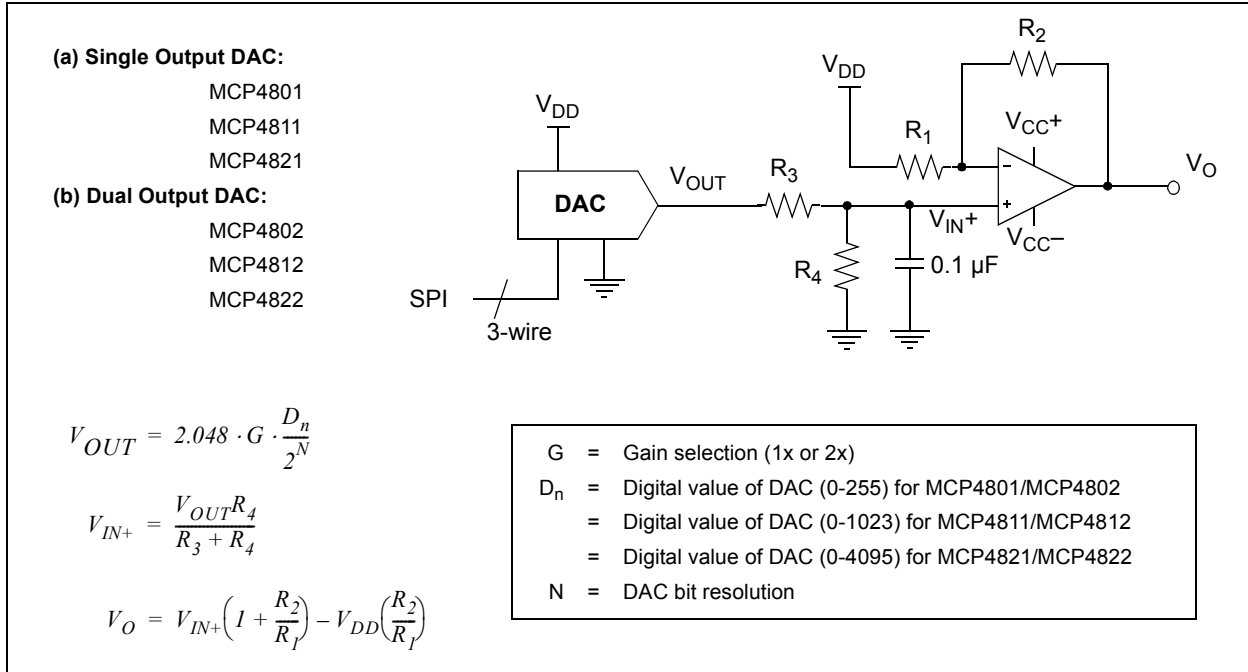 (a) Single Output DAC:
MCP4801
MCP4811
MCP4821
(b) Dual Output DAC:
MCP4802
MCP4812
MCP4822
V_DD
DAC
SPI
3-wire
V_OUT
R_3
R_4
V_IN+
0.1 µF
V_DD
R_1
R_2
V_CC+
V_CC–
–
+
V_O
V_OUT = 2.048 · G · D_n / 2^N
V_IN+ = V_OUT R_4 / R_3 + R_4
V_O = V_IN+ (1 + R_2 / R_1) – V_DD (R_2 / R_1)
G = Gain selection (1x or 2x)
D_n = Digital value of DAC (0-255) for MCP4801/MCP4802
= Digital value of DAC (0-1023) for MCP4811/MCP4812
= Digital value of DAC (0-4095) for MCP4821/MCP4822
N = DAC bit resolution